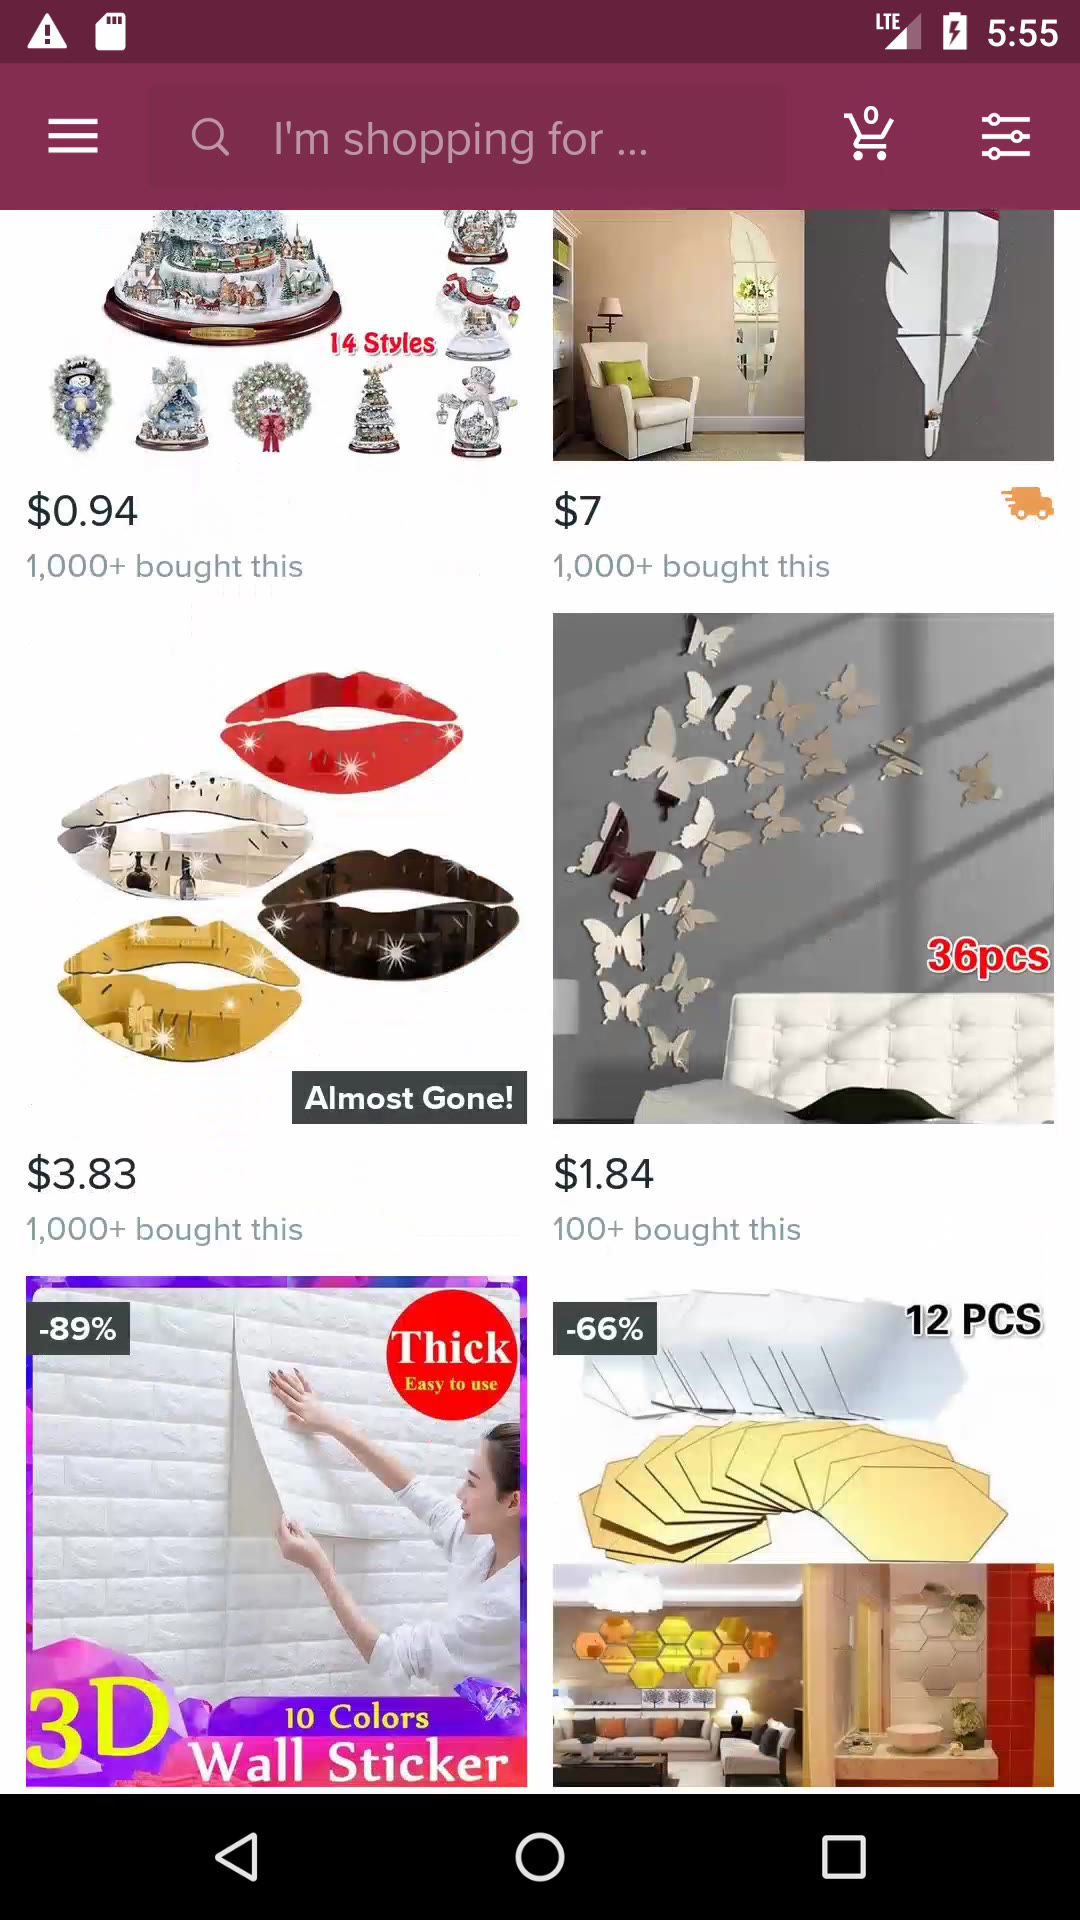 LTE 5:55
I'm shopping for ...
0
14 Styles
$0.94
1,000+ bought this
$7
1,000+ bought this
36pcs
Almost Gone!
$3.83
1,000+ bought this
$1.84
100+ bought this
-89%
Thick
Easy to use
3D
10 Colors
Wall Sticker
-66%
12 PCS